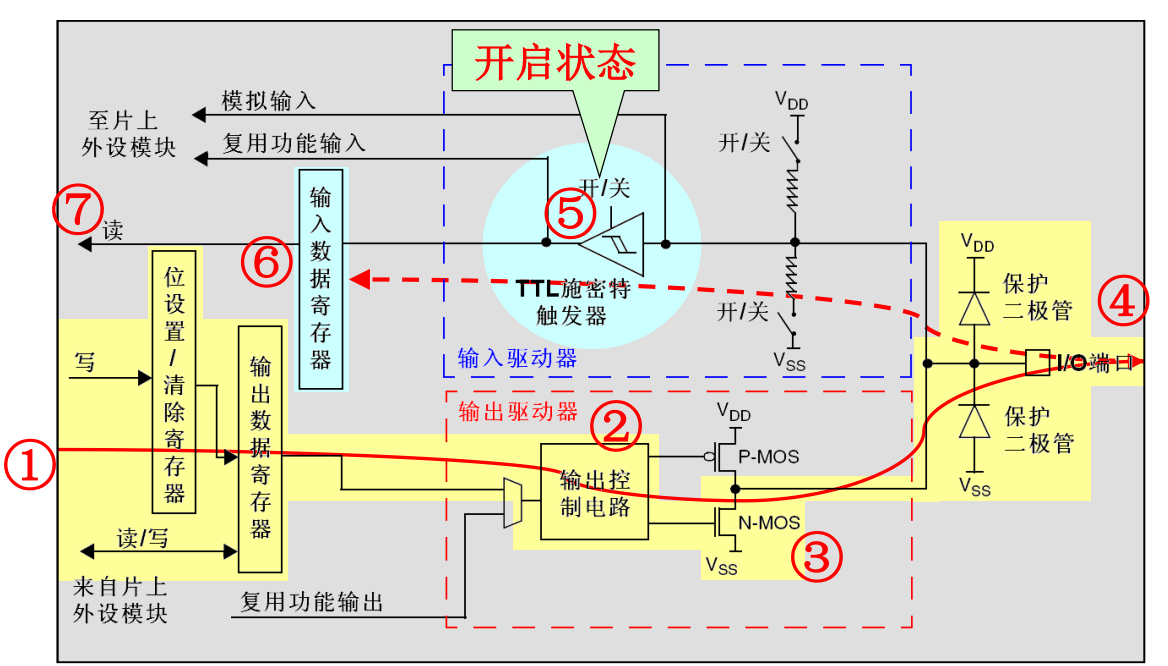 开启状态
模拟输入
至片上
外设模块
复用功能输入
V DD
开/关
开/关
⑦
读
输入数据寄存器
⑤
⑥
TTL施密特
触发器
开/关
V SS
输入驱动器
V DD
保护
二极管
④
I/O端口
保护
二极管
V SS
写
位设置/清除寄存器
输出数据寄存器
①
读/写
来自片上
外设模块
复用功能输出
输出驱动器
②
输出控
制电路
V DD
P-MOS
N-MOS
③
V SS